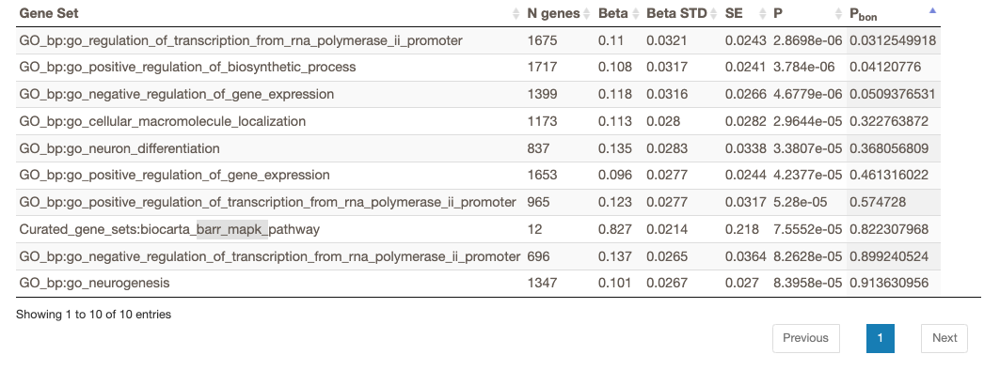 Gene Set N genes Beta Beta STD SE P Pbon
GO_bp:go_regulation_of_transcription_from_rna_polymerase_ii_promoter 1675 0.11 0.0321 0.0243 2.8698e-06 0.0312549918
GO_bp:go_positive_regulation_of_biosynthetic_process 1717 0.108 0.0317 0.0241 3.784e-06 0.04120776
GO_bp:go_negative_regulation_of_gene_expression 1399 0.118 0.0316 0.0266 4.6779e-06 0.0509376531
GO_bp:go_cellular_macromolecule_localization 1173 0.113 0.028 0.0282 2.9644e-05 0.322763872
GO_bp:go_neuron_differentiation 837 0.135 0.0283 0.0338 3.3807e-05 0.368056809
GO_bp:go_positive_regulation_of_gene_expression 1653 0.096 0.0277 0.0244 4.2377e-05 0.461316022
GO_bp:go_positive_regulation_of_transcription_from_rna_polymerase_ii_promoter 965 0.123 0.0277 0.0317 5.28e-05 0.574728
Curated_gene_sets:biocarta_barr_mapk_pathway 12 0.827 0.0214 0.218 7.5552e-05 0.822307968
GO_bp:go_negative_regulation_of_transcription_from_rna_polymerase_ii_promoter 696 0.137 0.0265 0.0364 8.2628e-05 0.899240524
GO_bp:go_neurogenesis 1347 0.101 0.0267 0.027 8.3958e-05 0.913630956
Showing 1 to 10 of 10 entries
Previous 1 Next